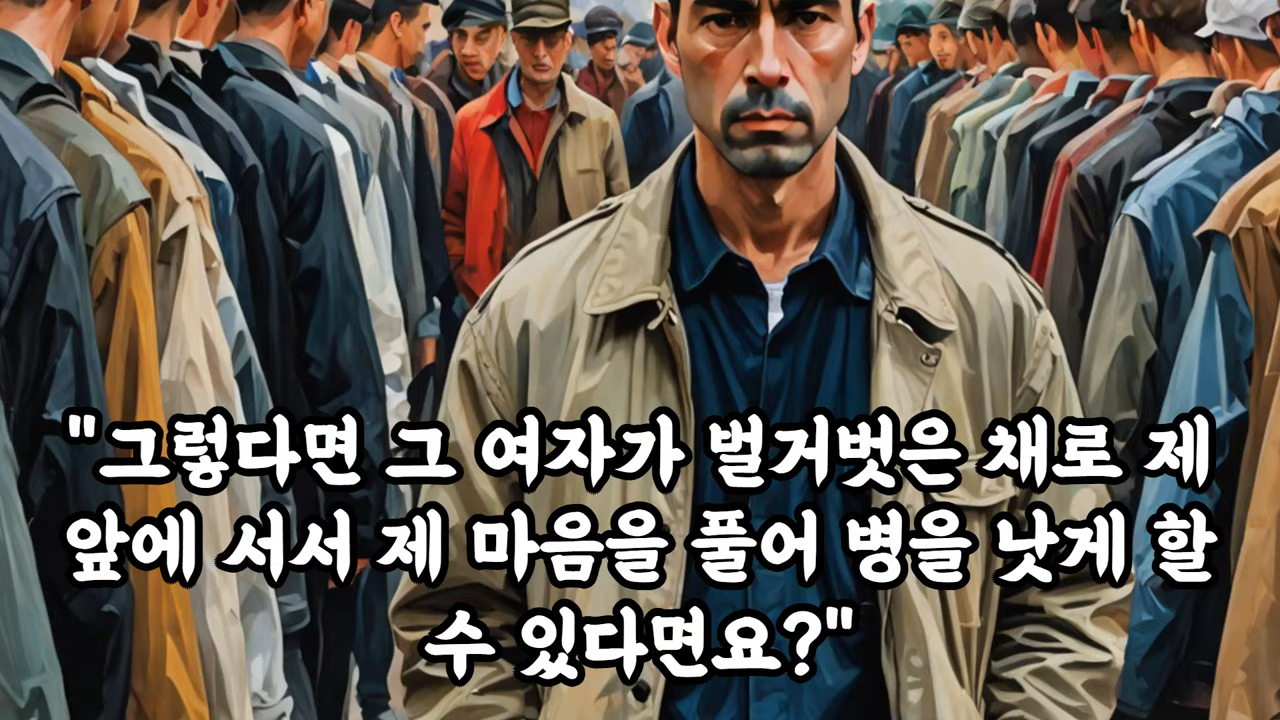 "그렇다면 그 여자가 벌거벗은 채로 제
앞에 서서 제 마음을 풀어 병을 낫게 할
수 있다면요?"